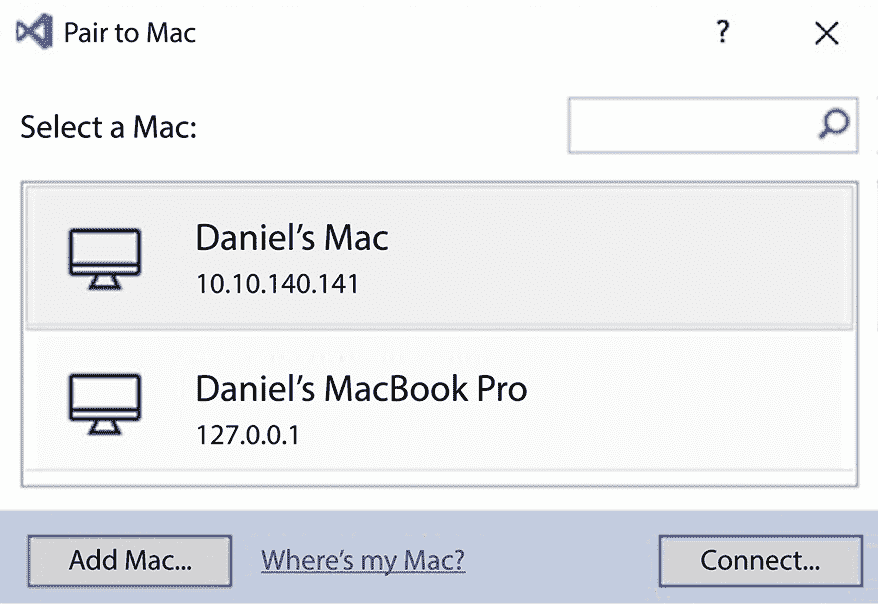 Pair to Mac ?
Select a Mac:
Daniel’s Mac
10.10.140.141
Daniel’s MacBook Pro
127.0.0.1
Add Mac... Where’s my Mac? Connect...